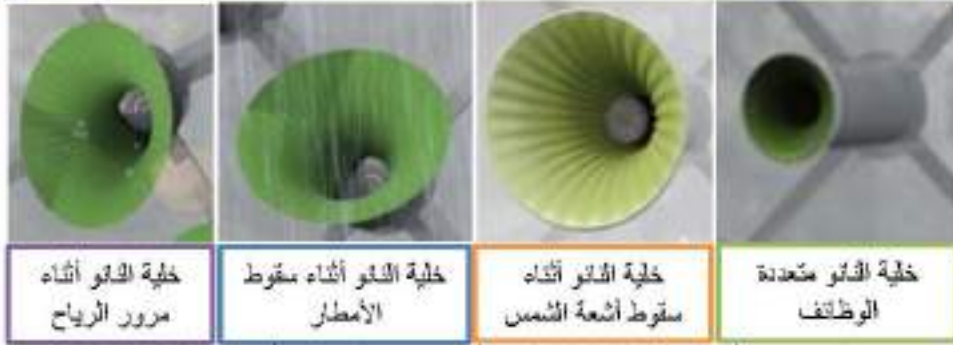 خلية النانو متعددة
الوظائف
خلية النانو أثناء
سقوط أشعة الشمس
خلية النانو أثناء سقوط
الأمطار
خلية النانو أثناء
مرور الرياح